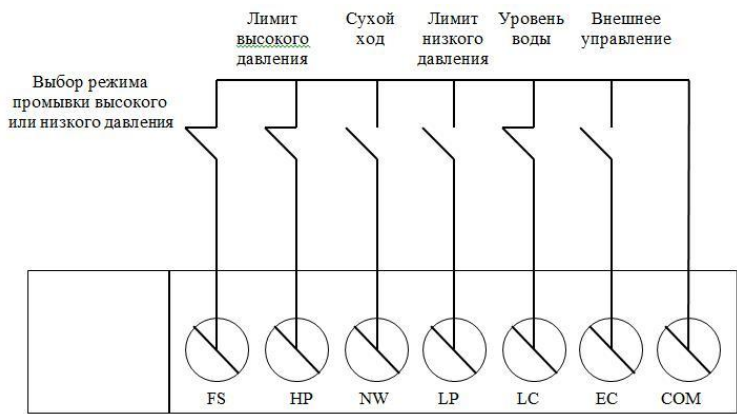 Лимит
высокого
давления
Сухой
ход
Лимит
низкого
давления
Уровень
воды
Внешнее
управление
Выбор режима
промывки высокого
или низкого давления
FS HP NW LP LC EC COM